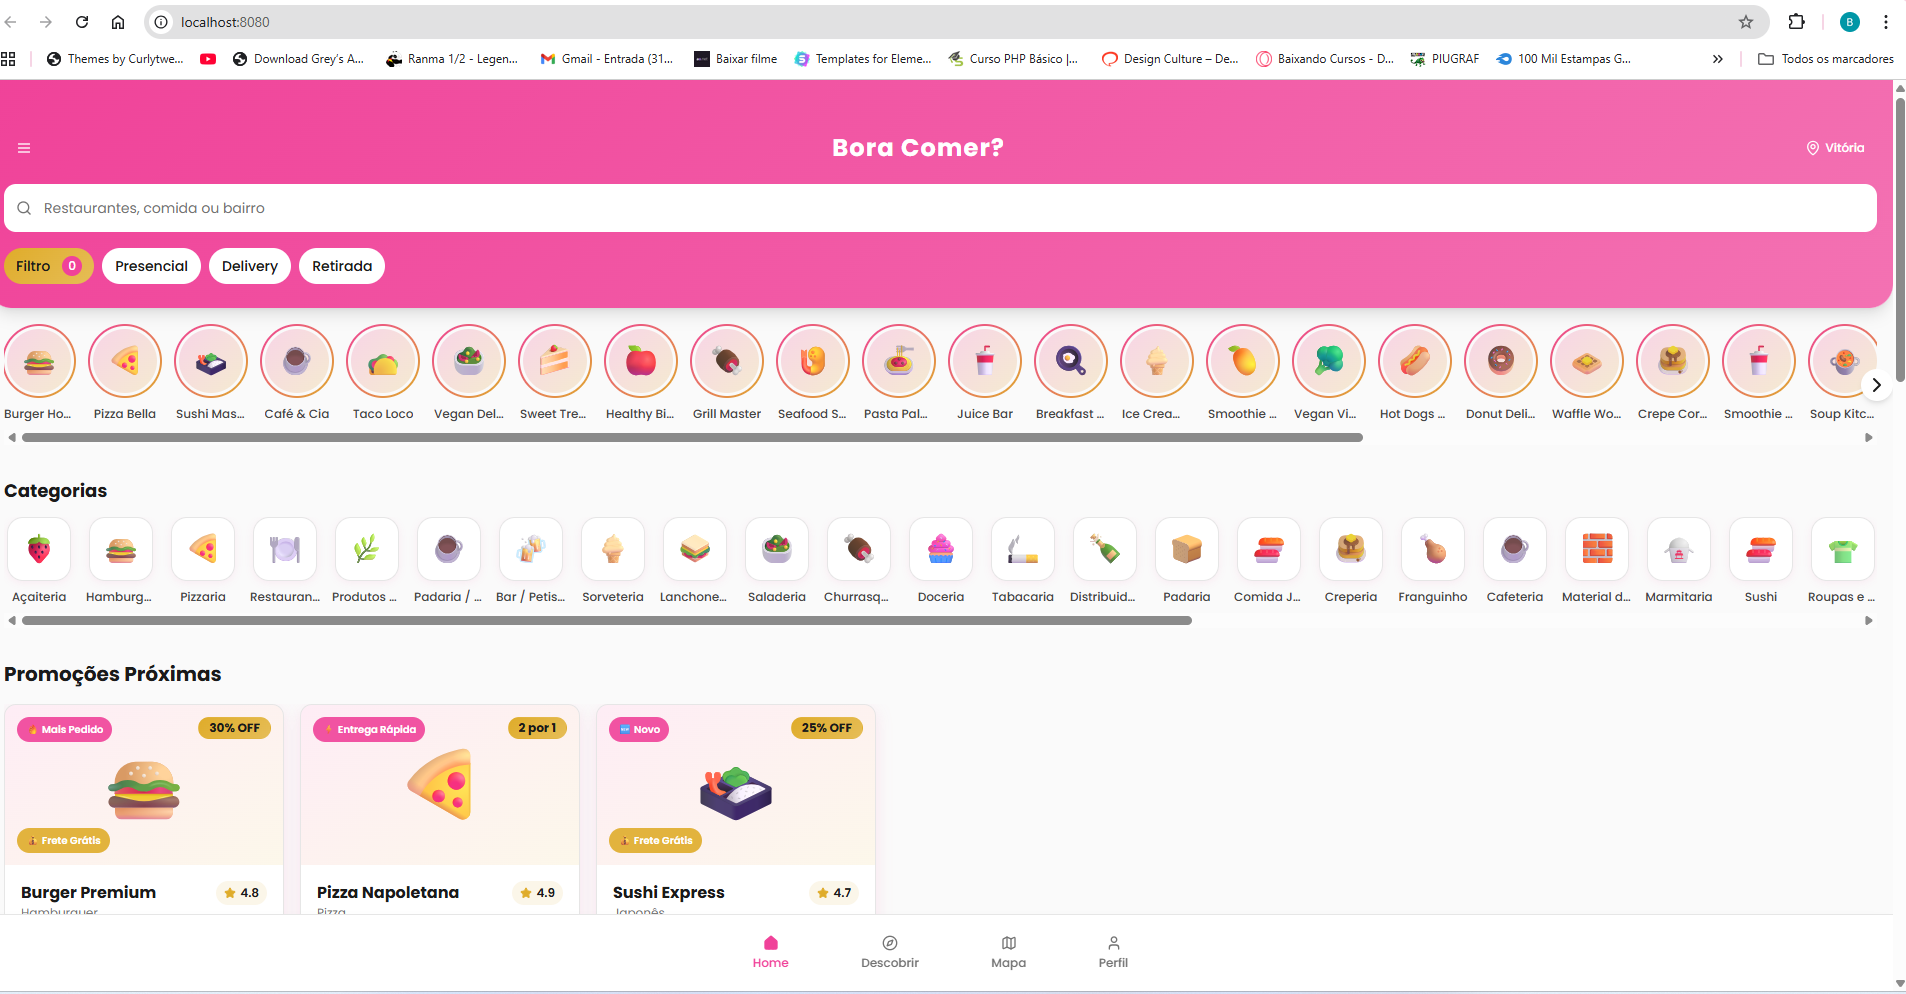 localhost:8080
B
Themes by Curlytwe...
Download Grey's A...
Ranma 1/2 - Legen...
Gmail - Entrada (31...
Baixar filme
Templates for Eleme...
Curso PHP Básico |...
Design Culture – De...
Baixando Cursos - D...
PIUGRAF
100 Mil Estampas G...
»
Todos os marcadores
Bora Comer?
Vitória
Restaurantes, comida ou bairro
Filtro 0
Presencial
Delivery
Retirada
Burger Ho...
Pizza Bella
Sushi Mas...
Café & Cia
Taco Loco
Vegan Del...
Sweet Tre...
Healthy Bi...
Grill Master
Seafood S...
Pasta Pal...
Juice Bar
Breakfast ...
Ice Crea...
Smoothie ...
Vegan Vi...
Hot Dogs ...
Donut Deli...
Waffle Wo...
Crepe Cor...
Smoothie ...
Soup Kitc...
Categorias
Açaiteria
Hamburg...
Pizzaria
Restauran...
Produtos ...
Padaria / ...
Bar / Petis...
Sorveteria
Lanchone...
Saladeria
Churrasq...
Doceria
Tabacaria
Distribuid...
Padaria
Comida J...
Creperia
Franguinho
Cafeteria
Material d...
Marmitaria
Sushi
Roupas e ...
Promoções Próximas
Mais Pedido
30% OFF
Frete Grátis
Burger Premium
4.8
Hamburguer
Entrega Rápida
2 por 1
Pizza Napoletana
4.9
Pizza
Novo
25% OFF
Frete Grátis
Sushi Express
4.7
Japonês
Home
Descobrir
Mapa
Perfil